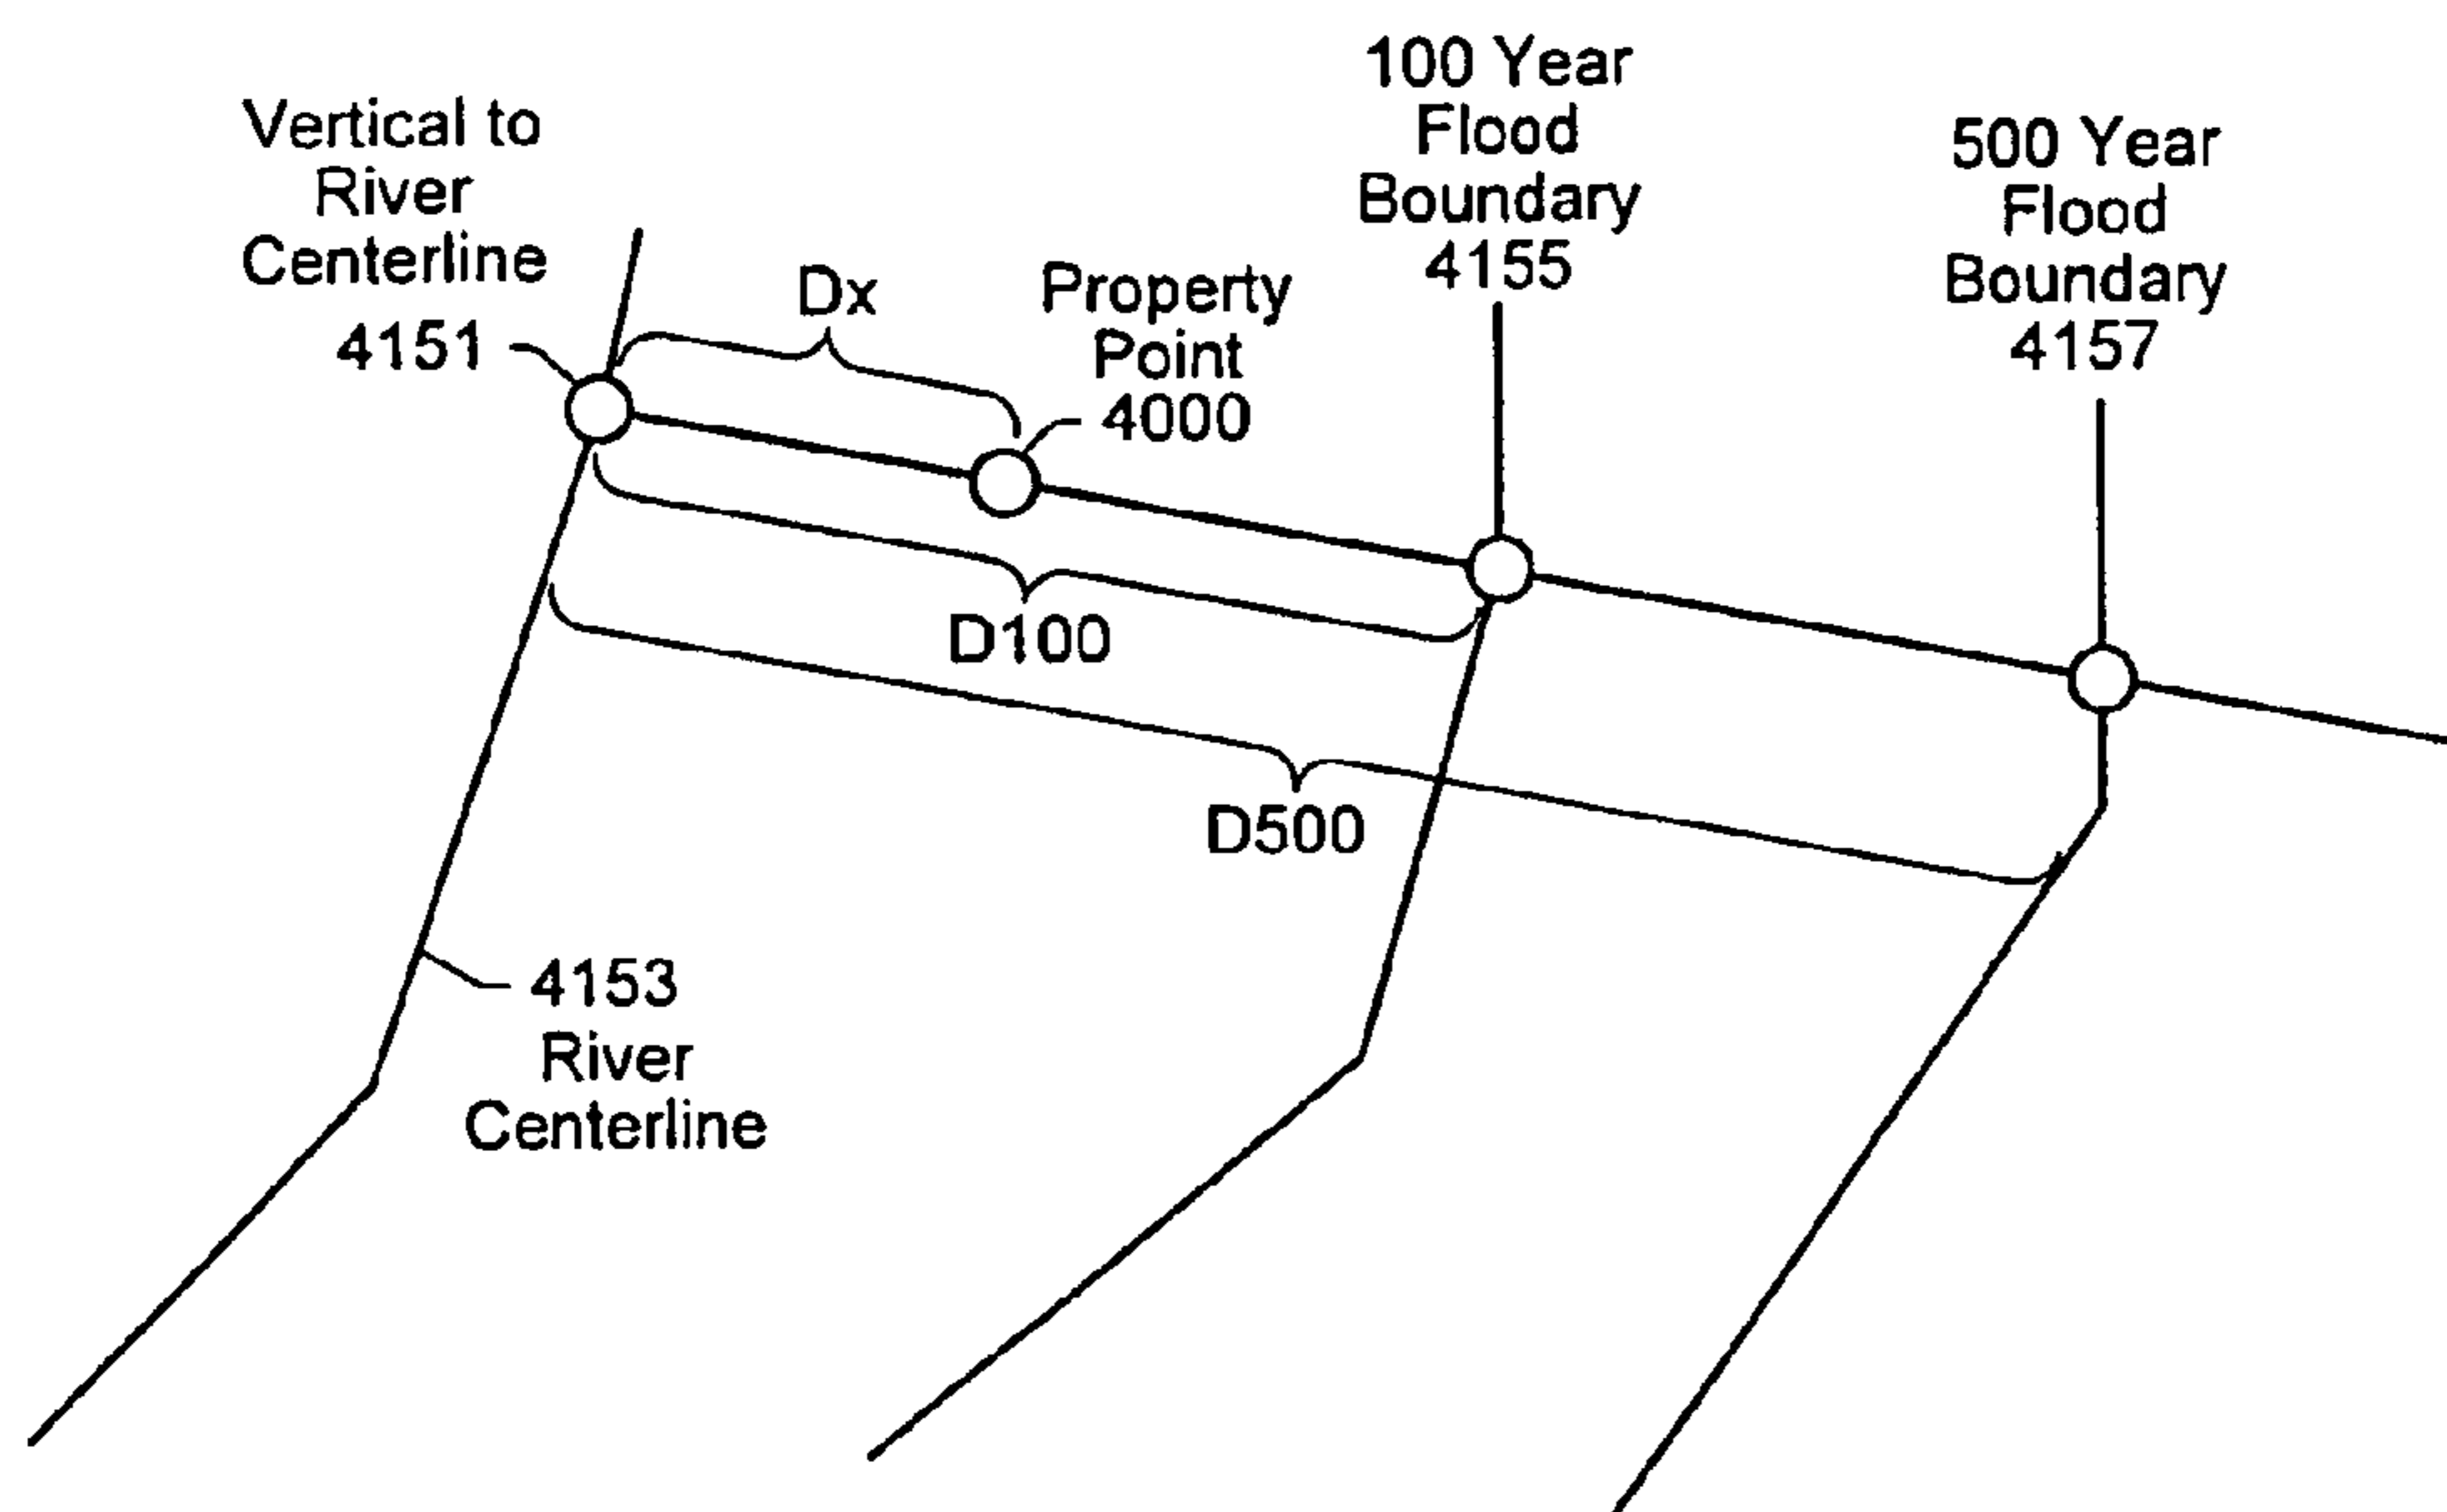 Vertical to
River
Centerline
4151
Dx
Property
Point
4000
100 Year
Flood
Boundary
4155
500 Year
Flood
Boundary
4157
D100
D500
4153
River
Centerline